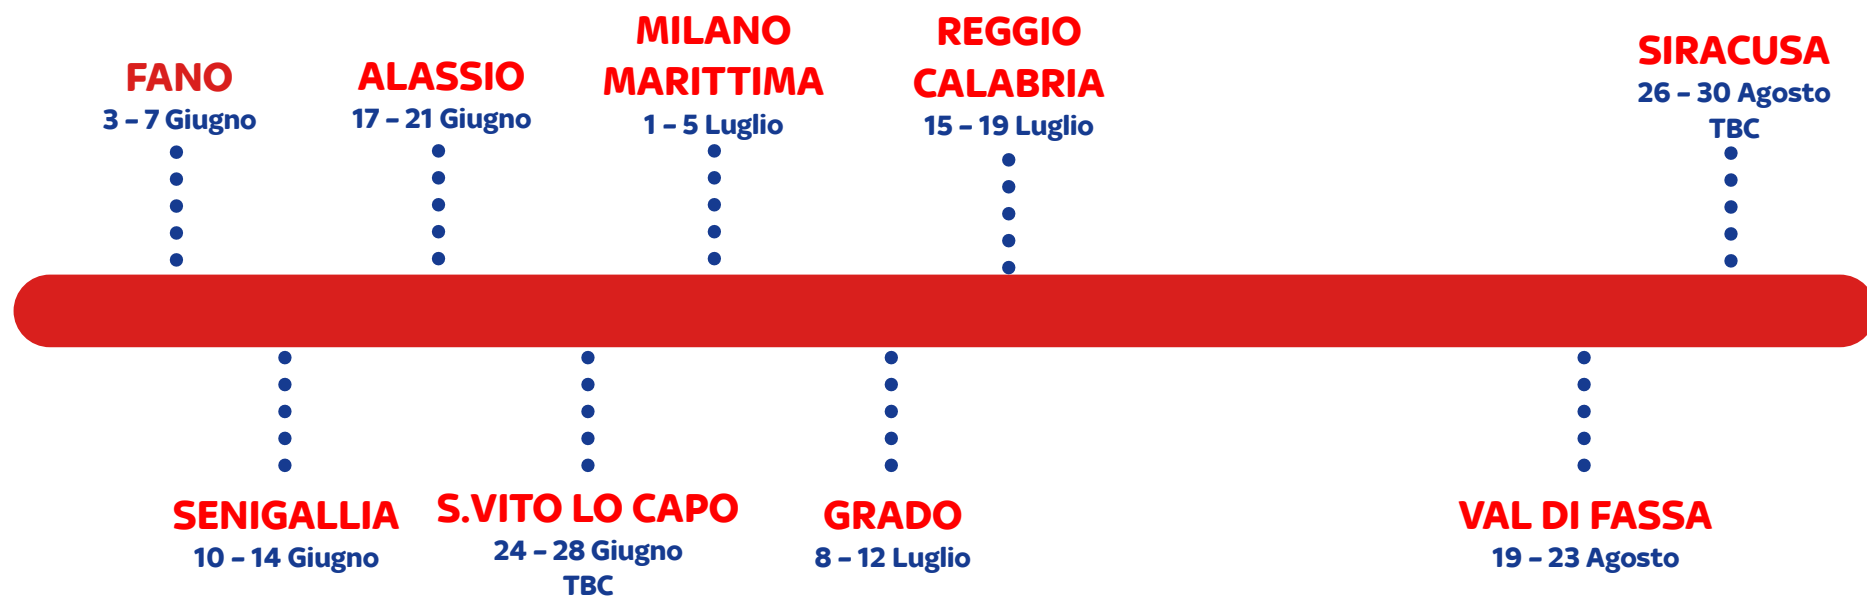 FANO
3 – 7 Giugno
ALASSIO
17 – 21 Giugno
MILANO
MARITTIMA
1 – 5 Luglio
REGGIO
CALABRIA
15 – 19 Luglio
SIRACUSA
26 – 30 Agosto
TBC
SENIGALLIA
10 – 14 Giugno
S.VITO LO CAPO
24 – 28 Giugno
TBC
GRADO
8 – 12 Luglio
VAL DI FASSA
19 – 23 Agosto